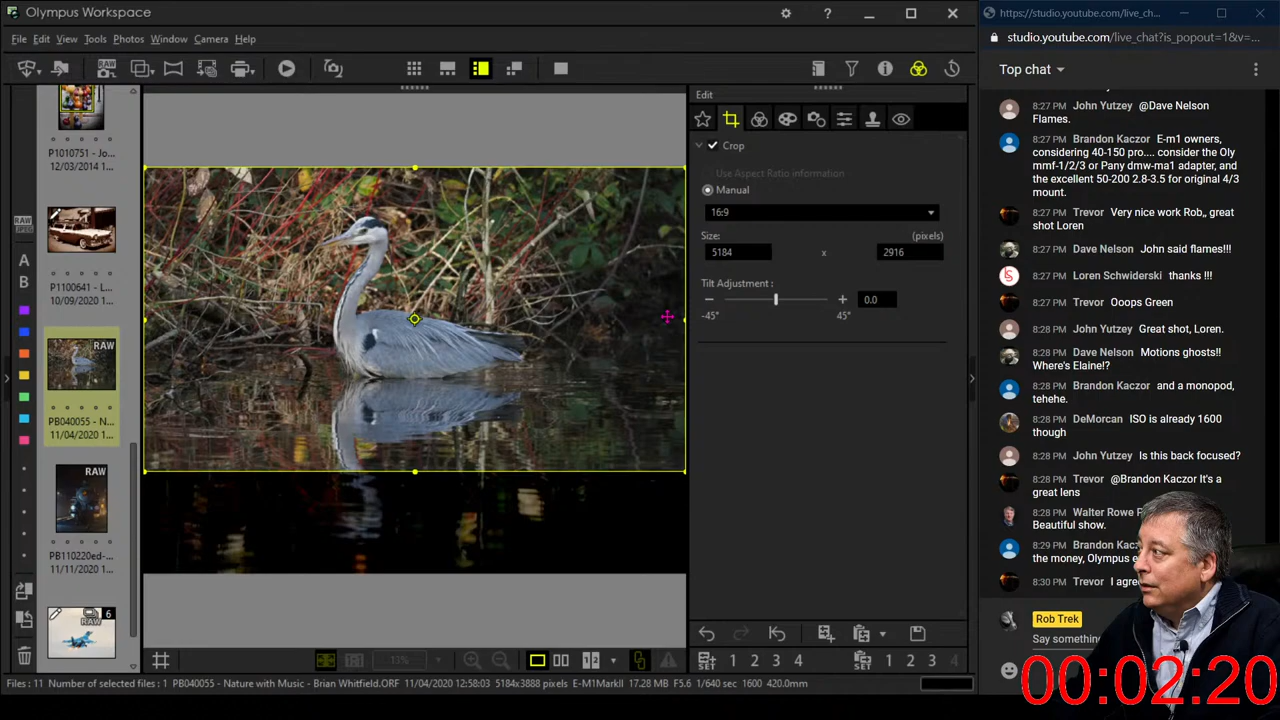 Olympus Workspace
File Edit View Tools Photos Window Camera Help
RAW
P1010751 - Jo...
12/03/2014 1...
RAW
JPEG
P1100641 - L...
10/09/2020 1...
A
B
RAW
PB040055 - N...
11/04/2020 1...
RAW
PB110220ed-...
11/11/2020 1...
6
RAW
Edit
Crop
Use Aspect Ratio information
Manual
16:9
Size: (pixels)
5184 x 2916
Tilt Adjustment :
0.0
-45° 45°
13%
SET 1 2 3 4 SET 1 2 3 4
Files : 11 Number of selected files : 1 PB040055 - Nature with Music - Brian Whitfield.ORF 11/04/2020 12:58:03 5184x3888 pixels E-M1MarkII 17.28 MB F5.6 1/640 sec 1600 420.0mm
https://studio.youtube.com/live_c...
studio.youtube.com/live_chat?is_popout=1&v=...
Top chat
8:27 PM John Yutzey @Dave Nelson
Flames.
8:27 PM Brandon Kaczor E-m1 owners,
considering 40-150 pro.... consider the Oly
mmf-1/2/3 or Pany dmw-ma1 adapter, and
the excellent 50-200 2.8-3.5 for original 4/3
mount.
8:27 PM Trevor Very nice work Rob,, great
shot Loren
8:27 PM Dave Nelson John said flames!!!
8:27 PM Loren Schwiderski thanks !!!
8:27 PM Trevor Ooops Green
8:28 PM John Yutzey Great shot, Loren.
8:28 PM Dave Nelson Motions ghosts!!
Where's Elaine!?
8:28 PM Brandon Kaczor and a monopod,
tehehe.
8:28 PM DeMorcan ISO is already 1600
though
8:28 PM John Yutzey Is this back focused?
8:28 PM Trevor @Brandon Kaczor It's a
great lens
8:28 PM Walter Rowe
Beautiful show.
8:29 PM Brandon Kacz
the money, Olympus e
8:30 PM Trevor I agre
Rob Trek
Say something
00:02:20